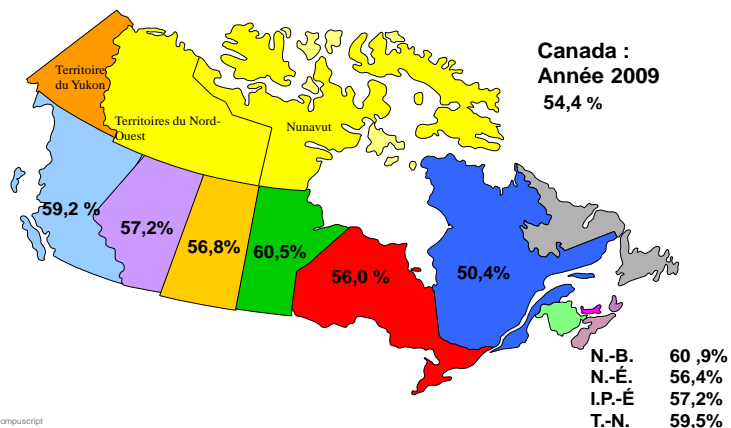 Canada :
Année 2009
54,4 %
Territoire
du Yukon
Territoires du Nord-
Ouest
Nunavut
59,2 %
57,2%
56,8%
60,5%
56,0 %
50,4%
N.-B. 60 ,9%
N.-É. 56,4%
I.P.-É 57,2%
T.-N. 59,5%
ompuscript